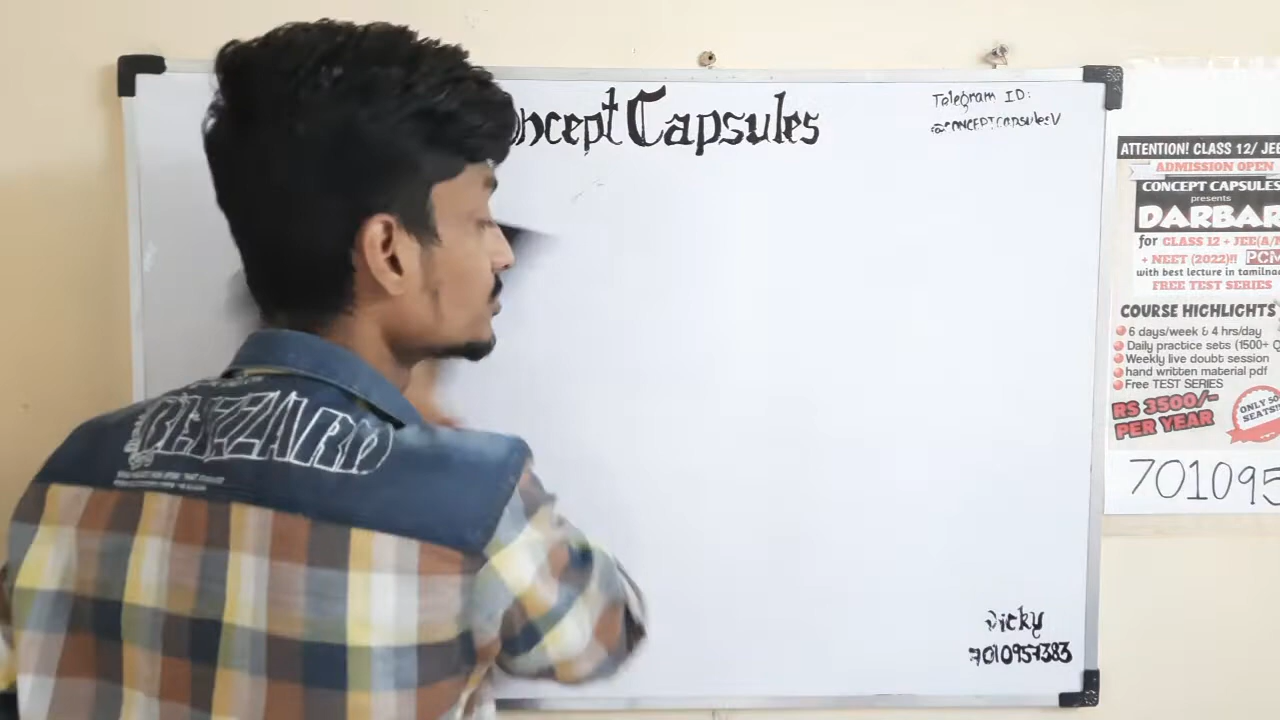 ncept Capsules
Telegram ID:
@CONCEPTCapsulesV
ATTENTION! CLASS 12/ JEE
ADMISSION OPEN
CONCEPT CAPSULES
presents
DARBAR
for CLASS 12 + JEE(A/M
+ NEET (2022)!! PCM
with best lecture in tamilnad
FREE TEST SERIES
COURSE HIGHLIGHTS
6 days/week & 4 hrs/day
Daily practice sets (1500+ Q
Weekly live doubt session
hand written material pdf
Free TEST SERIES
RS 3500/-
PER YEAR
ONLY 50
SEATS!!
701095
BENZZARD
Vicky
7010957383